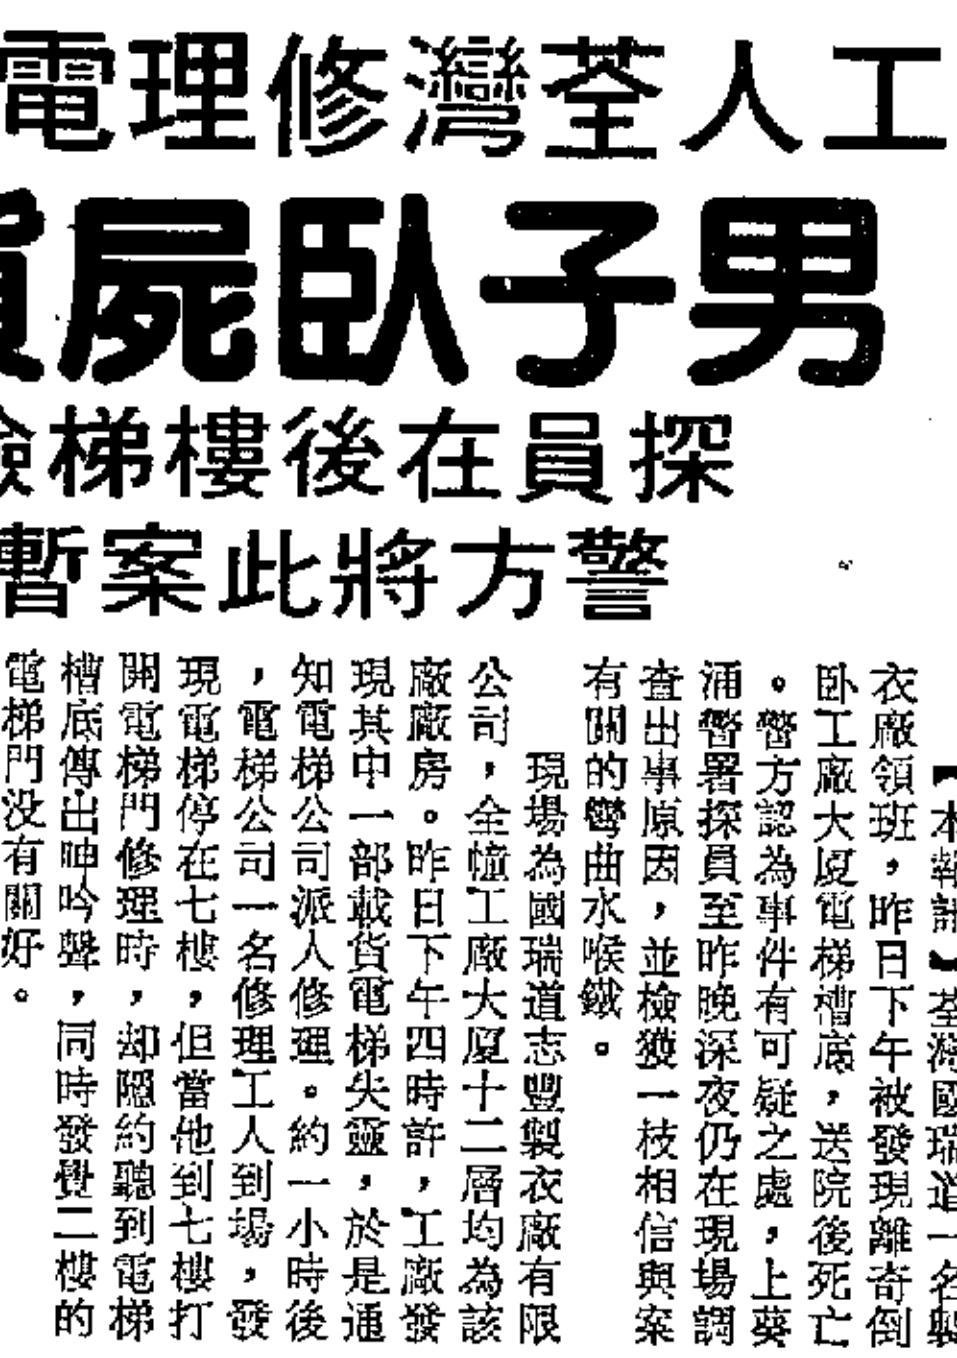 工人荃灣修理電
男子臥屍
探員在後樓梯
警方將此案暫
【本報訊】荃灣國瑞道一名製
衣廠領班，昨日下午被發現離奇倒
卧工廠大廈電梯槽底，送院後死亡
。警方認為事件有可疑之處，上葵
涌警署探員至昨晚深夜仍在現場調
查出事原因，並檢獲一枝相信與案
有關的彎曲水喉鐵。
現場為國瑞道志豐製衣廠有限
公司，全幢工廠大廈十二層均為該
廠廠房。昨日下午四時許，工廠發
現其中一部載貨電梯失靈，於是通
知電梯公司派人修理。約一小時後
，電梯公司一名修理工人到場，發
現電梯停在七樓，但當他到七樓打
開電梯門修理時，却隱約聽到電梯
槽底傳出呻吟聲，同時發覺二樓的
電梯門没有關好。